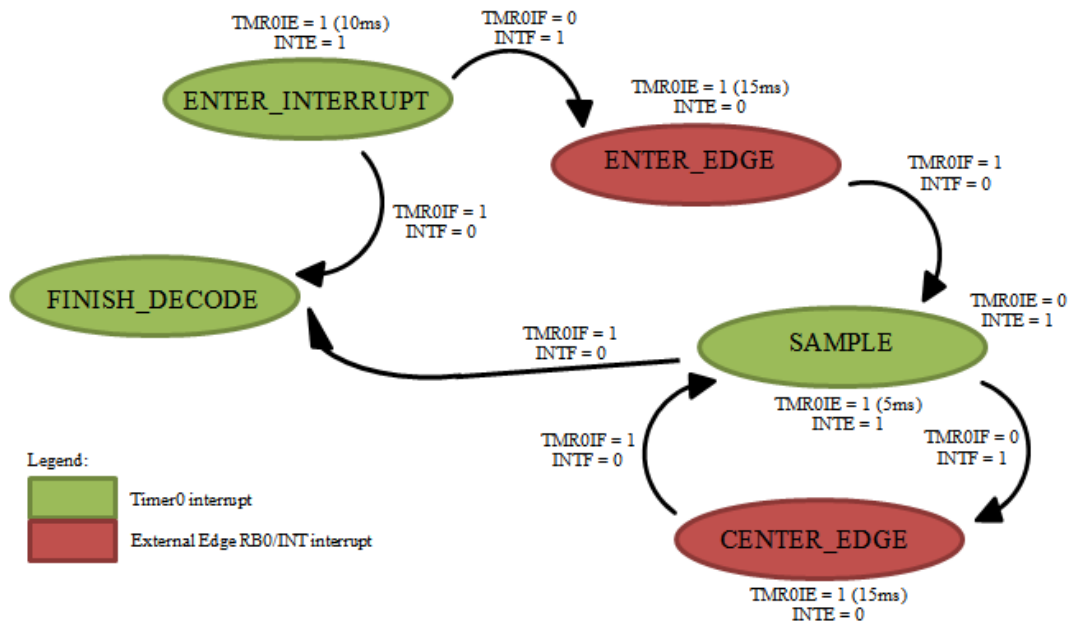 TMR0IE = 1 (10ms)
INTE = 1
TMR0IF = 0
INTF = 1
ENTER_INTERRUPT
TMR0IE = 1 (15ms)
INTE = 0
ENTER_EDGE
TMR0IF = 1
INTF = 0
TMR0IF = 1
INTF = 0
FINISH_DECODE
TMR0IE = 0
INTE = 1
TMR0IF = 1
INTF = 0
SAMPLE
TMR0IE = 1 (5ms)
INTE = 1
TMR0IF = 1
INTF = 0
TMR0IF = 0
INTF = 1
Legend:
Timer0 interrupt
External Edge RB0/INT interrupt
CENTER_EDGE
TMR0IE = 1 (15ms)
INTE = 0